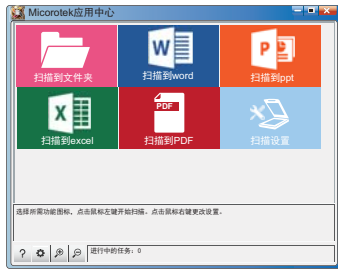 Micorotek应用中心
扫描到文件夹
扫描到word
扫描到ppt
扫描到excel
扫描到PDF
扫描设置
选择所需功能图标，点击鼠标左键开始扫描，点击鼠标右键更改设置。
进行中的任务：0